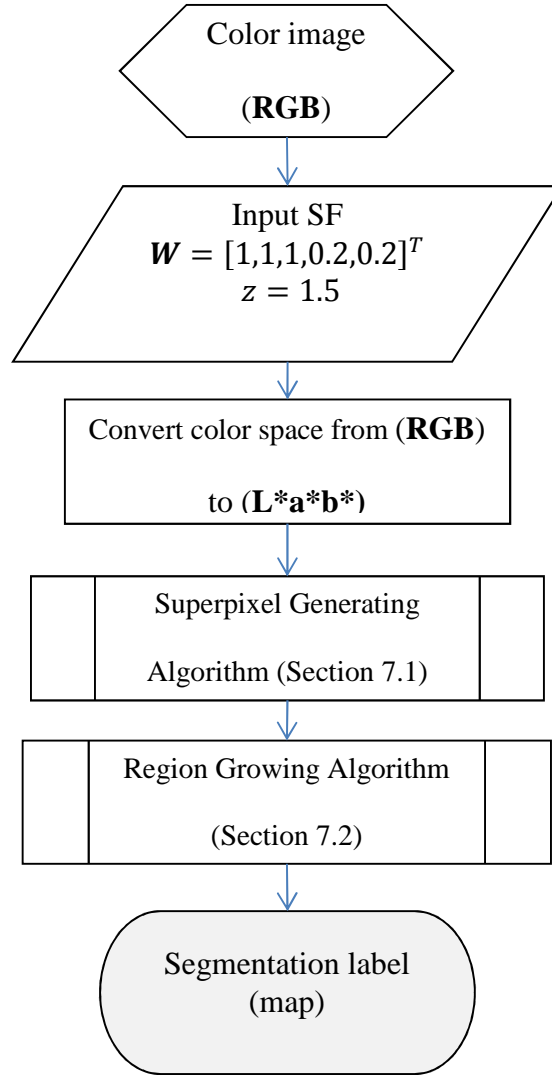 Color image
(RGB)
Input SF
W = [1,1,1,0.2,0.2]^T
z = 1.5
Convert color space from (RGB)
to (L*a*b*)
Superpixel Generating
Algorithm (Section 7.1)
Region Growing Algorithm
(Section 7.2)
Segmentation label
(map)